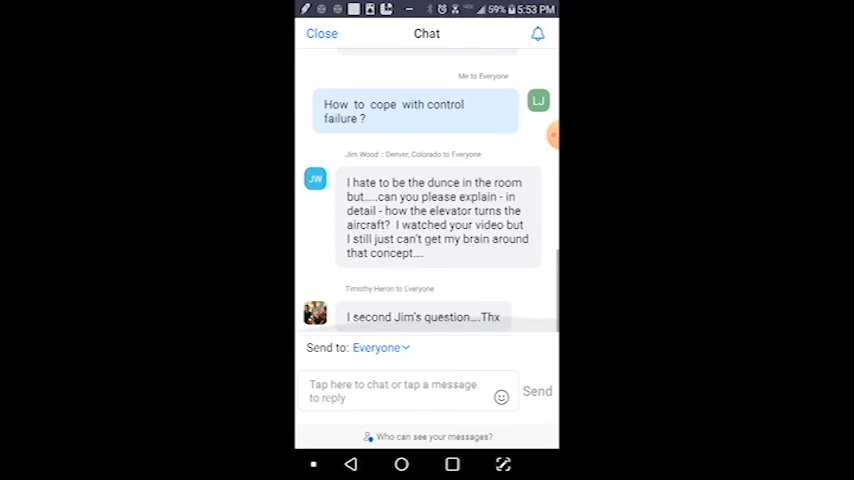 59% 5:53 PM
Close
Chat
Me to Everyone
How to cope with control
failure ?
LJ
Jim Wood :: Denver, Colorado to Everyone
JW
I hate to be the dunce in the room
but.....can you please explain - in
detail - how the elevator turns the
aircraft? I watched your video but
I still just can't get my brain around
that concept....
Timothy Heron to Everyone
I second Jim's question....Thx
Send to: Everyone
Tap here to chat or tap a message
to reply
Send
Who can see your messages?